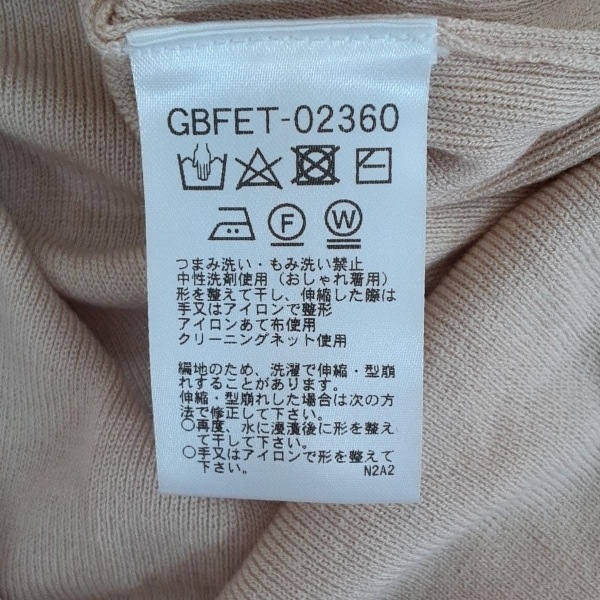 GBFET-02360
F W
つまみ洗い・もみ洗い禁止
中性洗剤使用（おしゃれ着用）
形を整えて干し、伸縮した際は
手又はアイロンで整形
アイロンあて布使用
クリーニングネット使用
編地のため、洗濯で伸縮・型崩
れすることがあります。
伸縮・型崩れした場合は次の方
法で修正して下さい。
○再度、水に浸漬後に形を整え
て干して下さい。
○手又はアイロンで形を整えて
下さい。
N2A2